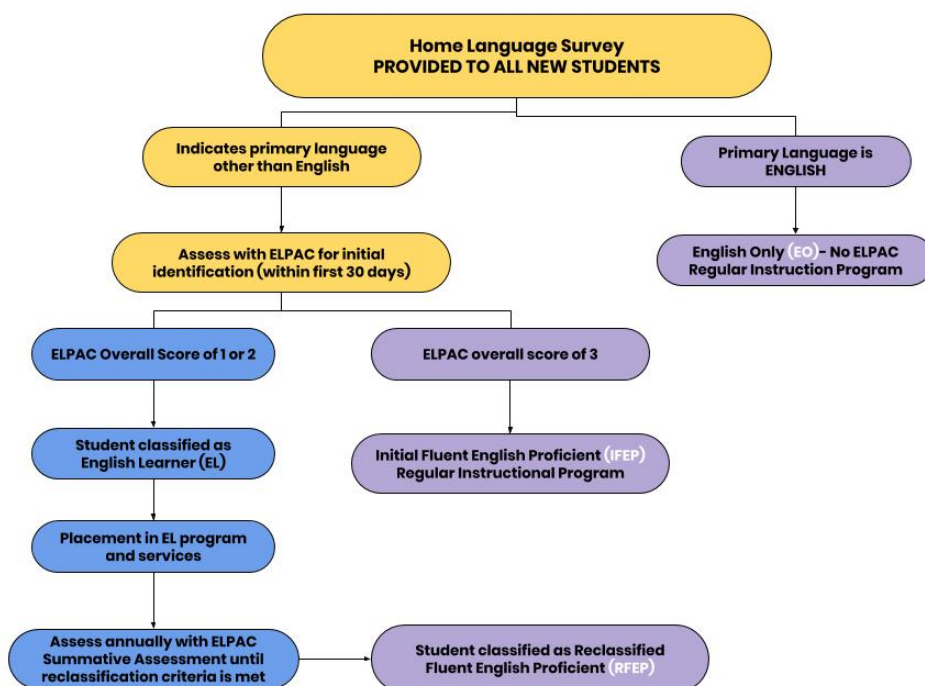 Home Language Survey
PROVIDED TO ALL NEW STUDENTS
Indicates primary language
other than English
Primary Language is
ENGLISH
Assess with ELPAC for initial
identification (within first 30 days)
English Only (EO)- No ELPAC
Regular Instruction Program
ELPAC Overall Score of 1 or 2
ELPAC overall score of 3
Student classified as
English Learner (EL)
Initial Fluent English Proficient (IFEP)
Regular Instructional Program
Placement in EL program
and services
Assess annually with ELPAC
Summative Assessment until
reclassification criteria is met
Student classified as Reclassified
Fluent English Proficient (RFEP)